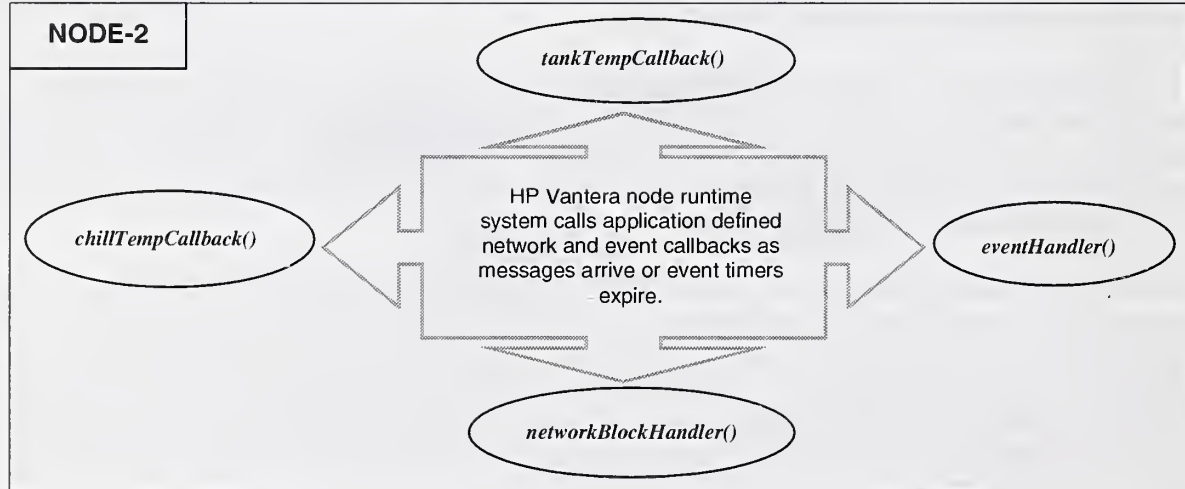 NODE-2
tankTempCallback()
HP Vantera node runtime
system calls application defined
network and event callbacks as
messages arrive or event timers
expire.
chillTempCallback()
eventHandler()
networkBlockHandler()